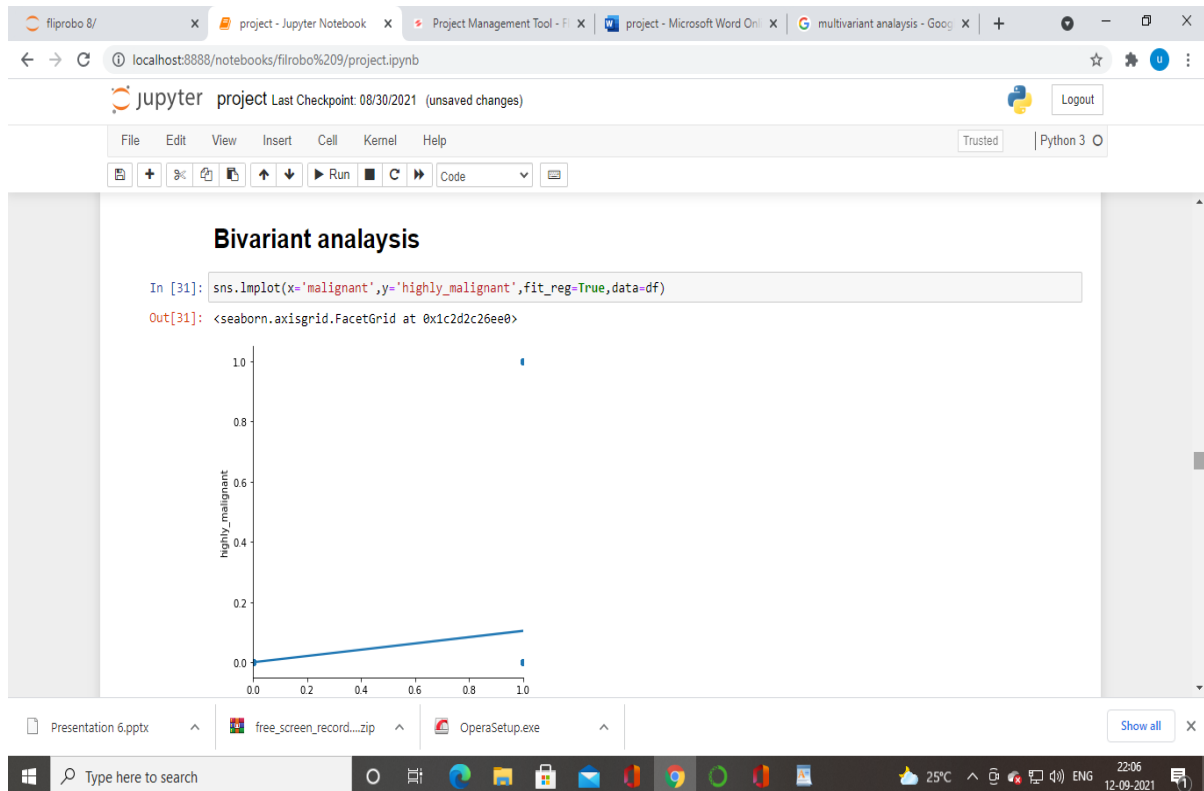 fliprobo 8/
project - Jupyter Notebook
Project Management Tool - Fl
project - Microsoft Word Onl
multivariant analaysis - Goog
localhost:8888/notebooks/filrobo%209/project.ipynb
U
jupyter project Last Checkpoint: 08/30/2021 (unsaved changes)
Logout
File Edit View Insert Cell Kernel Help
Trusted
Python 3
Run
Code
Bivariant analaysis
In [31]: sns.lmplot(x='malignant',y='highly_malignant',fit_reg=True,data=df)
Out[31]: <seaborn.axisgrid.FacetGrid at 0x1c2d2c26ee0>
1.0
0.8
0.6
0.4
0.2
0.0
highly_malignant
0.0 0.2 0.4 0.6 0.8 1.0
Presentation 6.pptx
free_screen_record....zip
OperaSetup.exe
Show all
Type here to search
25°C
ENG
22:06
12-09-2021
1